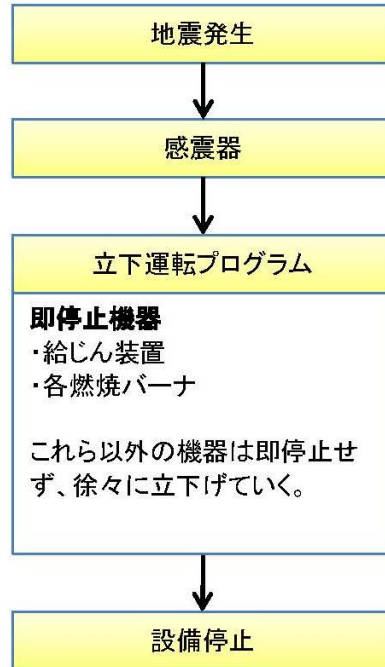 地震発生
感震器
立下運転プログラム
即停止機器
・給じん装置
・各燃焼バーナ
これら以外の機器は即停止せ
ず、徐々に立下げていく。
設備停止